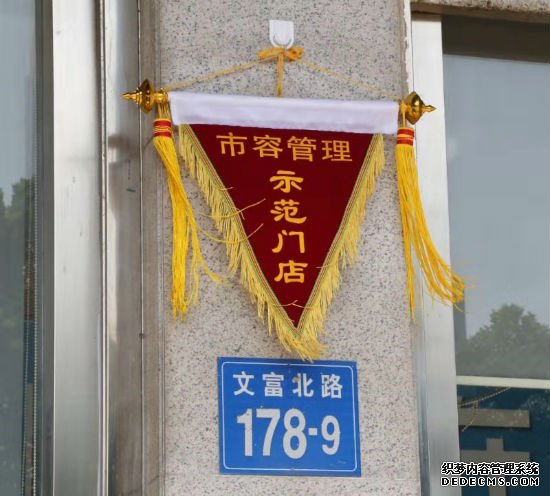 市容管理
示范门店
文富北路
178-9
织梦内容管理系统
DEDECMS.COM